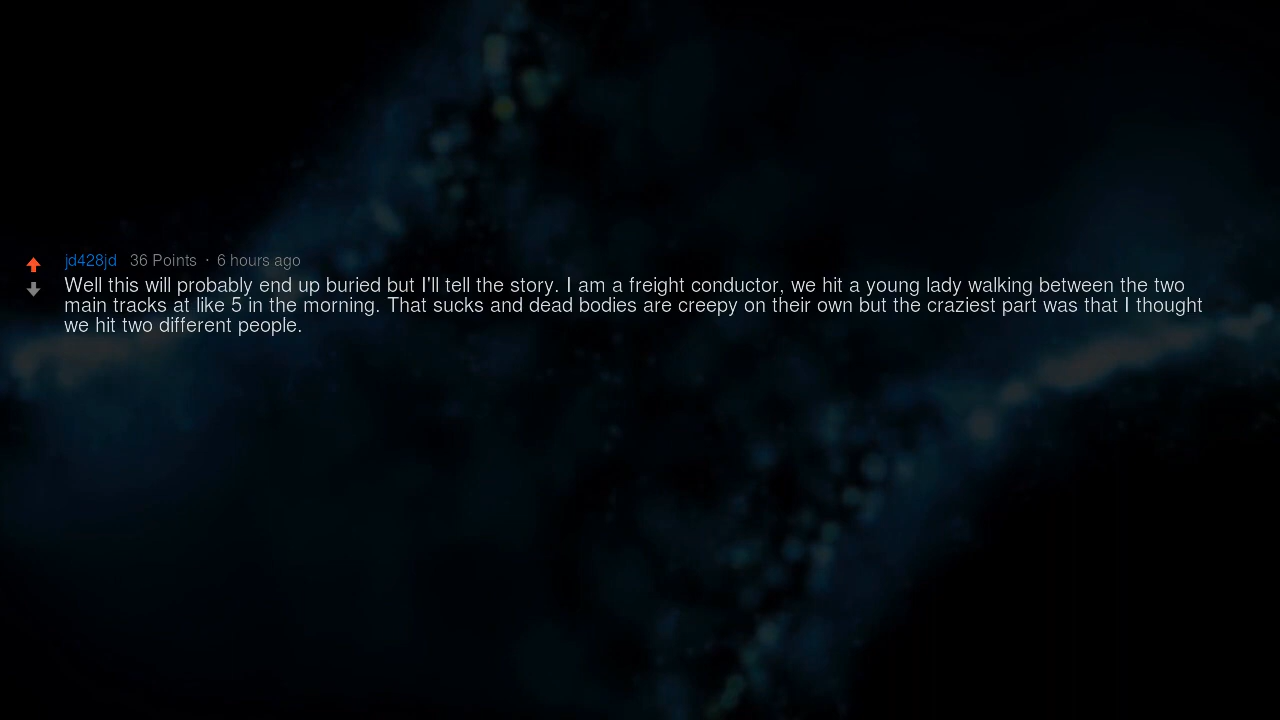 jd428jd 36 Points · 6 hours ago
Well this will probably end up buried but I'll tell the story. I am a freight conductor, we hit a young lady walking between the two
main tracks at like 5 in the morning. That sucks and dead bodies are creepy on their own but the craziest part was that I thought
we hit two different people.